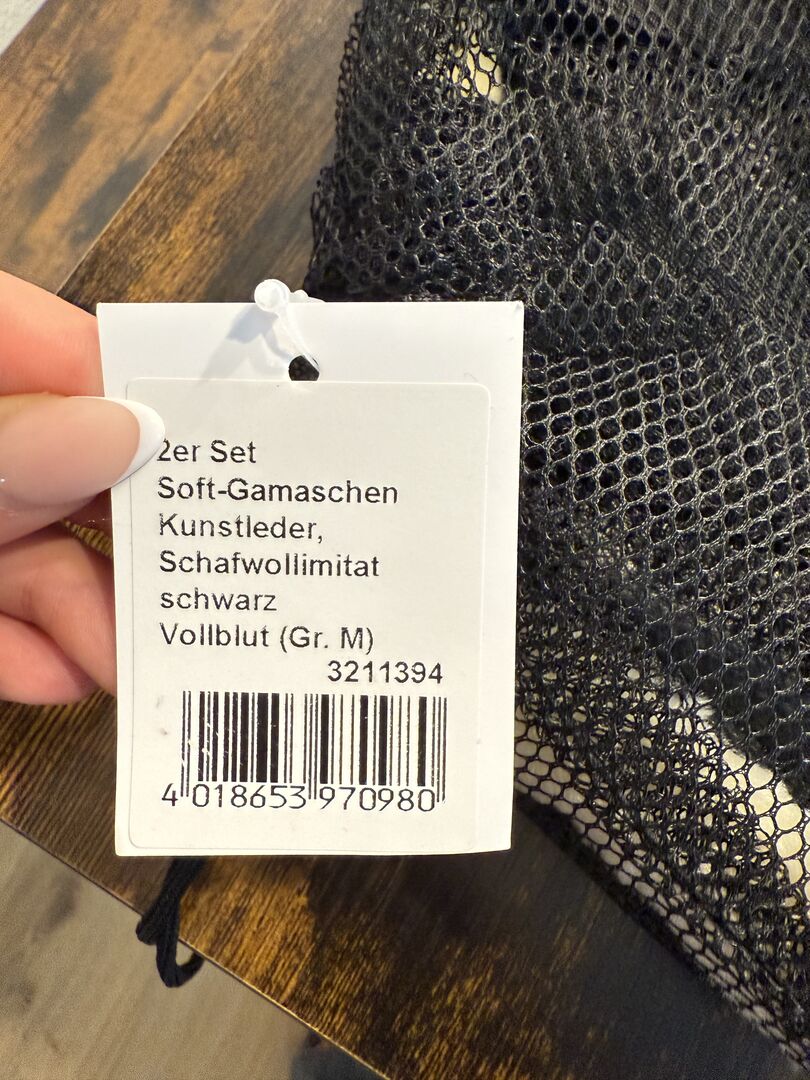 2er Set
Soft-Gamaschen
Kunstleder,
Schafwollimitat
schwarz
Vollblut (Gr. M)
3211394
4 018653 970980